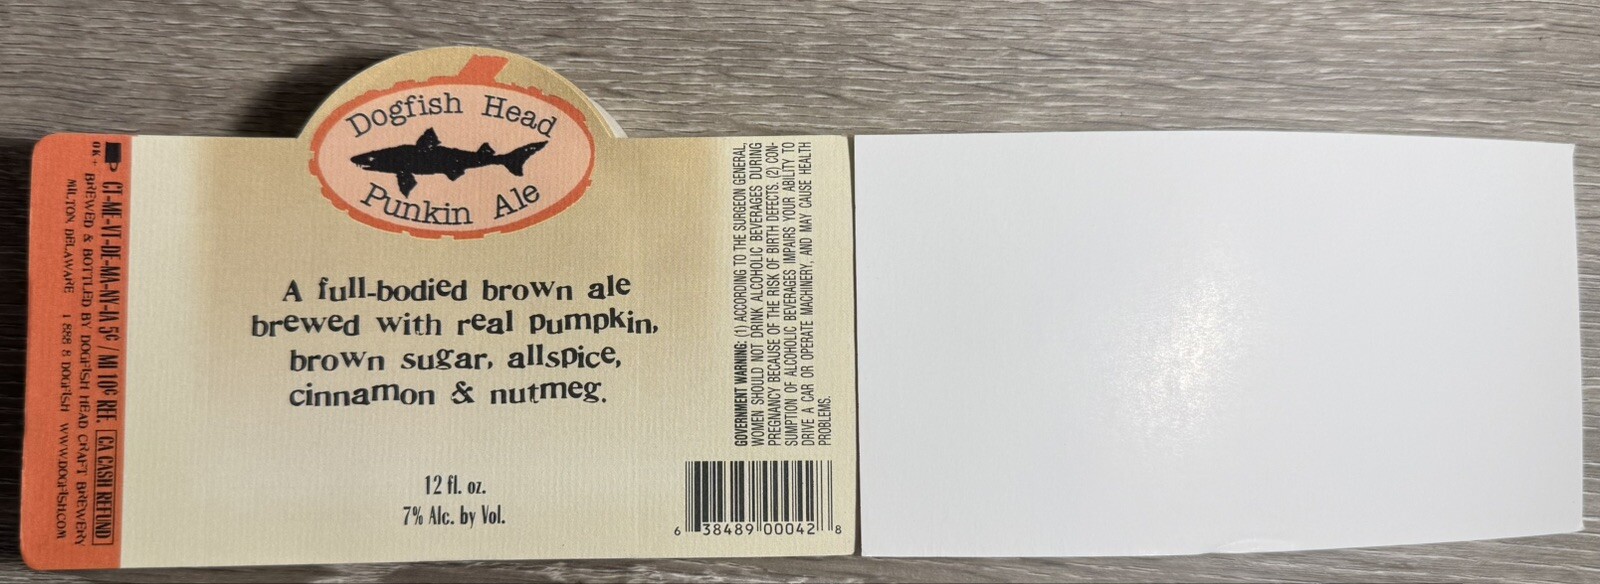 Dogfish Head
Punkin Ale
A full-bodied brown ale
brewed with real pumpkin,
brown sugar, allspice,
cinnamon & nutmeg.
12 fl. oz.
7% Alc. by Vol.
OK+
CT-ME-VT-DE-MA-NY-IA 5¢ / MI 10¢ REF. CA CASH REFUND
BREWED & BOTTLED BY DOGFISH HEAD CRAFT BREWERY
MILTON, DELAWARE 1 888 8 DOGFISH WWW.DOGFISH.COM
GOVERNMENT WARNING: (1) ACCORDING TO THE SURGEON GENERAL,
WOMEN SHOULD NOT DRINK ALCOHOLIC BEVERAGES DURING
PREGNANCY BECAUSE OF THE RISK OF BIRTH DEFECTS. (2) CON-
SUMPTION OF ALCOHOLIC BEVERAGES IMPAIRS YOUR ABILITY TO
DRIVE A CAR OR OPERATE MACHINERY, AND MAY CAUSE HEALTH
PROBLEMS.
6 38489 00042 8